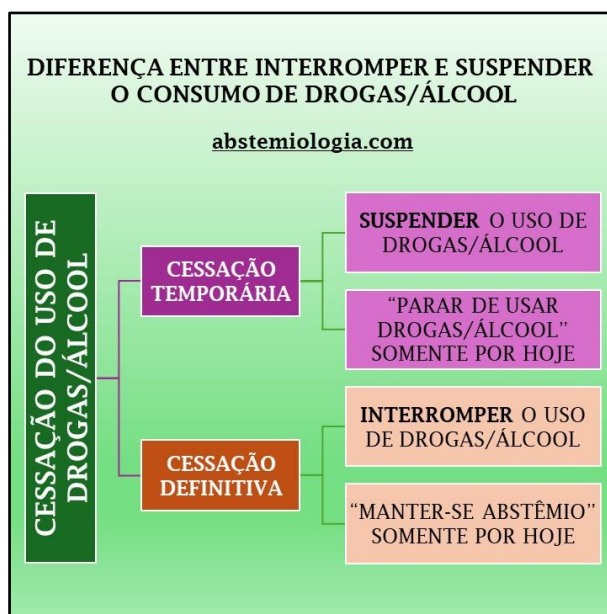 DIFERENÇA ENTRE INTERROMPER E SUSPENDER
O CONSUMO DE DROGAS/ÁLCOOL
abstemiologia.com
CESSAÇÃO DO USO DE
DROGAS/ÁLCOOL
CESSAÇÃO
TEMPORÁRIA
SUSPENDER O USO DE
DROGAS/ÁLCOOL
“PARAR DE USAR
DROGAS/ÁLCOOL”
SOMENTE POR HOJE
CESSAÇÃO
DEFINITIVA
INTERROMPER O USO
DE DROGAS/ÁLCOOL
“MANTER-SE ABSTÊMIO”
SOMENTE POR HOJE